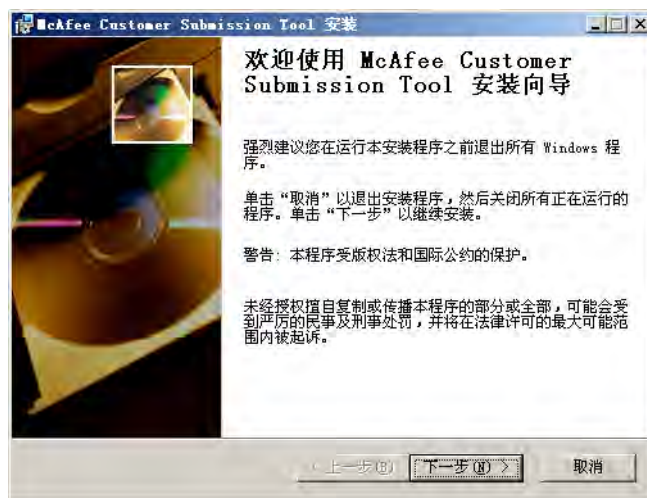 McAfee Customer Submission Tool 安装
欢迎使用 McAfee Customer
Submission Tool 安装向导
强烈建议您在运行本安装程序之前退出所有 Windows 程
序。
单击“取消”以退出安装程序，然后关闭所有正在运行的
程序。单击“下一步”以继续安装。
警告: 本程序受版权法和国际公约的保护。
未经授权擅自复制或传播本程序的部分或全部，可能会受
到严厉的民事及刑事处罚，并将在法律许可的最大可能范
围内被起诉。
< 上一步(B) 下一步(N) > 取消